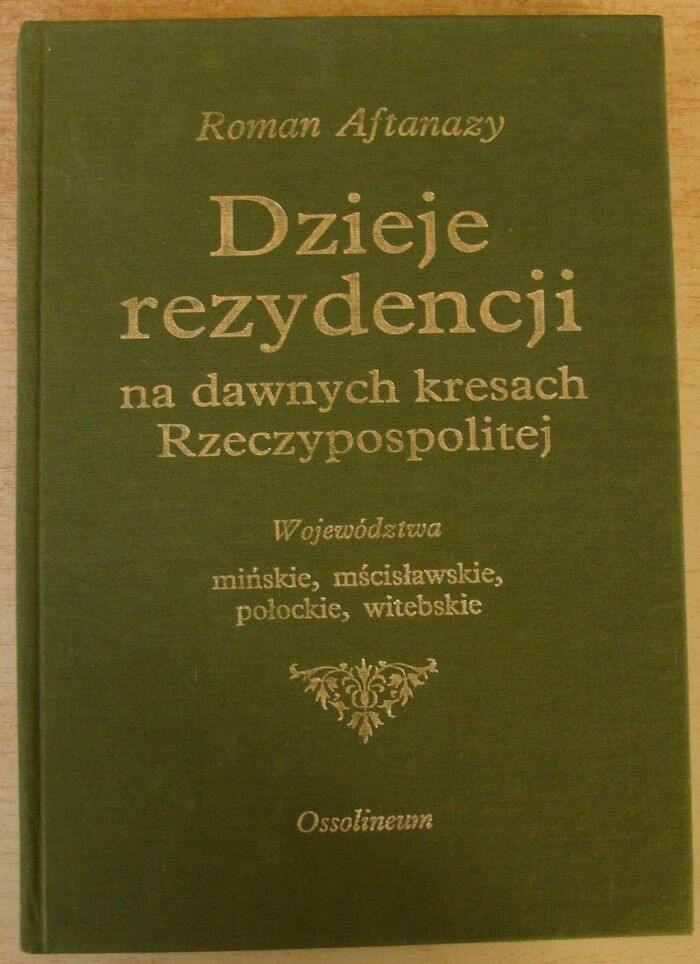 Roman Aftanazy
Dzieje
rezydencji
na dawnych kresach
Rzeczypospolitej
Województwa
mińskie, mścisławskie,
połockie, witebskie
Ossolineum